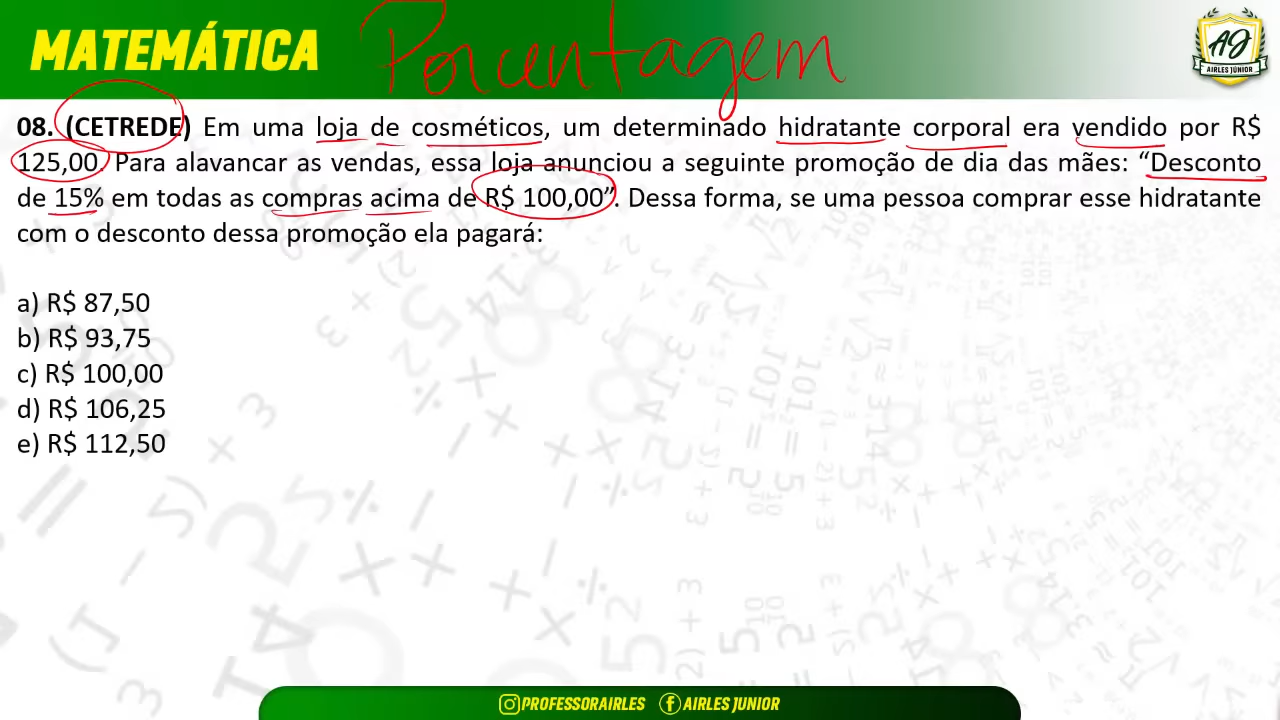 MATEMÁTICA Porcentagem
AJ
AIRLES JÚNIOR
08. (CETREDE) Em uma loja de cosméticos, um determinado hidratante corporal era vendido por R$
125,00. Para alavancar as vendas, essa loja anunciou a seguinte promoção de dia das mães: “Desconto
de 15% em todas as compras acima de R$ 100,00”. Dessa forma, se uma pessoa comprar esse hidratante
com o desconto dessa promoção ela pagará:
a) R$ 87,50
b) R$ 93,75
c) R$ 100,00
d) R$ 106,25
e) R$ 112,50
PROFESSORAIRLES AIRLES JUNIOR